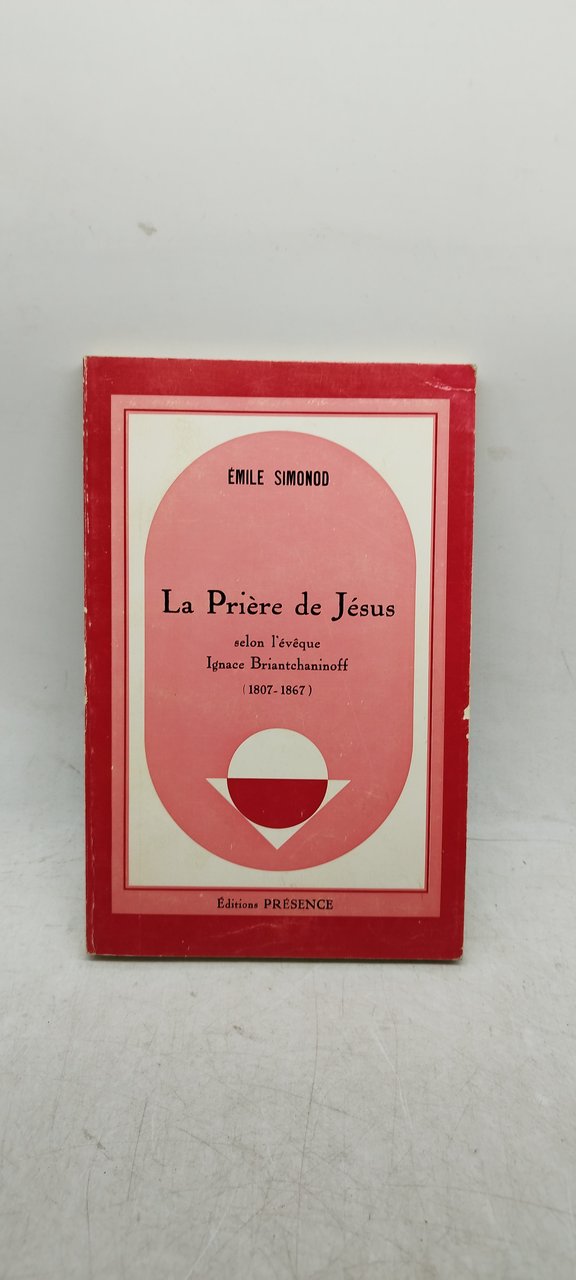 ÉMILE SIMONOD
La Prière de Jésus
selon l'évêque
Ignace Briantchaninoff
(1807-1867)
Éditions PRÉSENCE